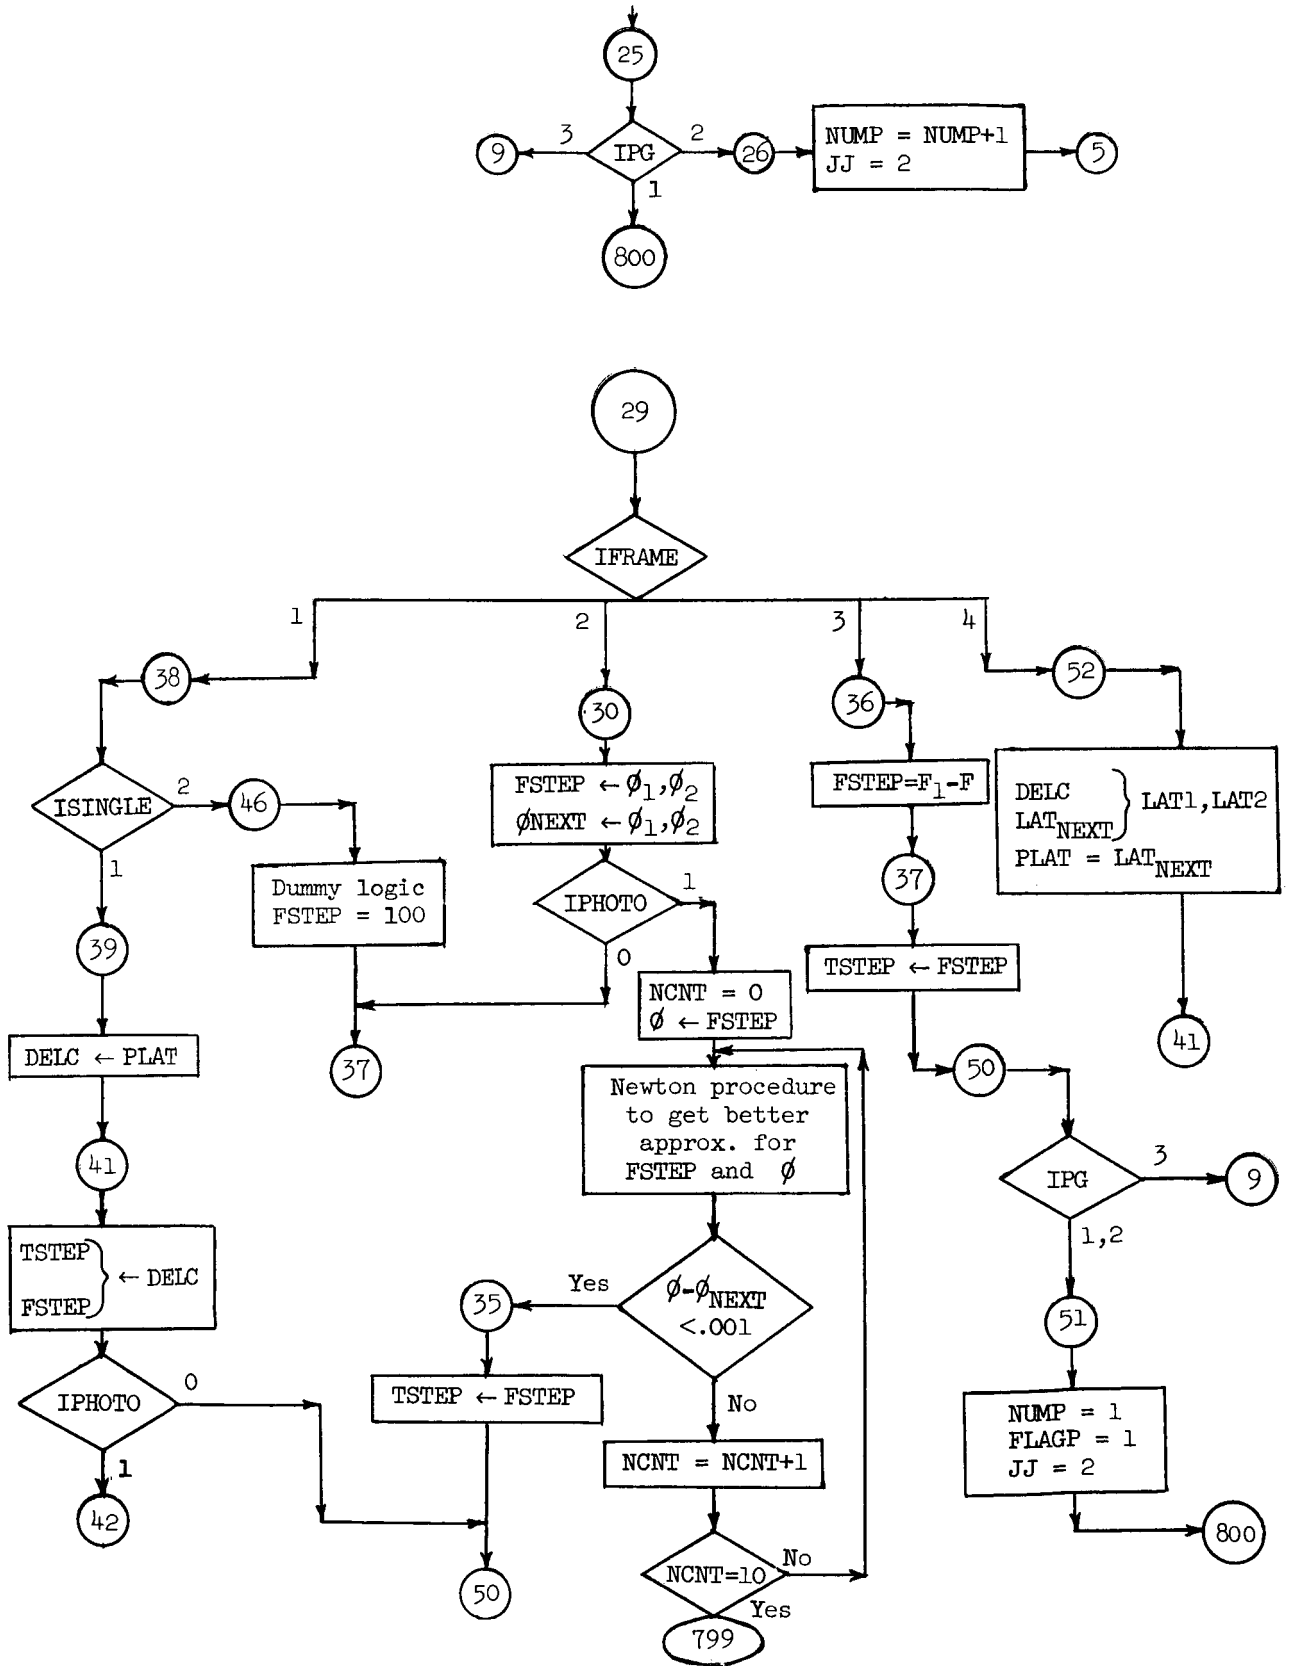 25
3
IPG
2
9
26
NUMP = NUMP+1
JJ = 2
5
1
800
29
IFRAME
1
2
3
4
38
30
36
52
ISINGLE
2
46
1
FSTEP ← Ø₁,Ø₂
ØNEXT ← Ø₁,Ø₂
FSTEP=F₁-F
DELC
LAT_NEXT
} LAT1,LAT2
PLAT = LAT_NEXT
Dummy logic
FSTEP = 100
IPHOTO
1
0
37
39
TSTEP ← FSTEP
NCNT = 0
Ø ← FSTEP
DELC ← PLAT
37
50
41
Newton procedure
to get better
approx. for
FSTEP and Ø
41
IPG
3
9
1,2
TSTEP
FSTEP
} ← DELC
35
Yes
Ø-Ø_NEXT
<.001
51
IPHOTO
0
1
TSTEP ← FSTEP
No
NUMP = 1
FLAGP = 1
JJ = 2
NCNT = NCNT+1
42
800
50
NCNT=10
No
Yes
799